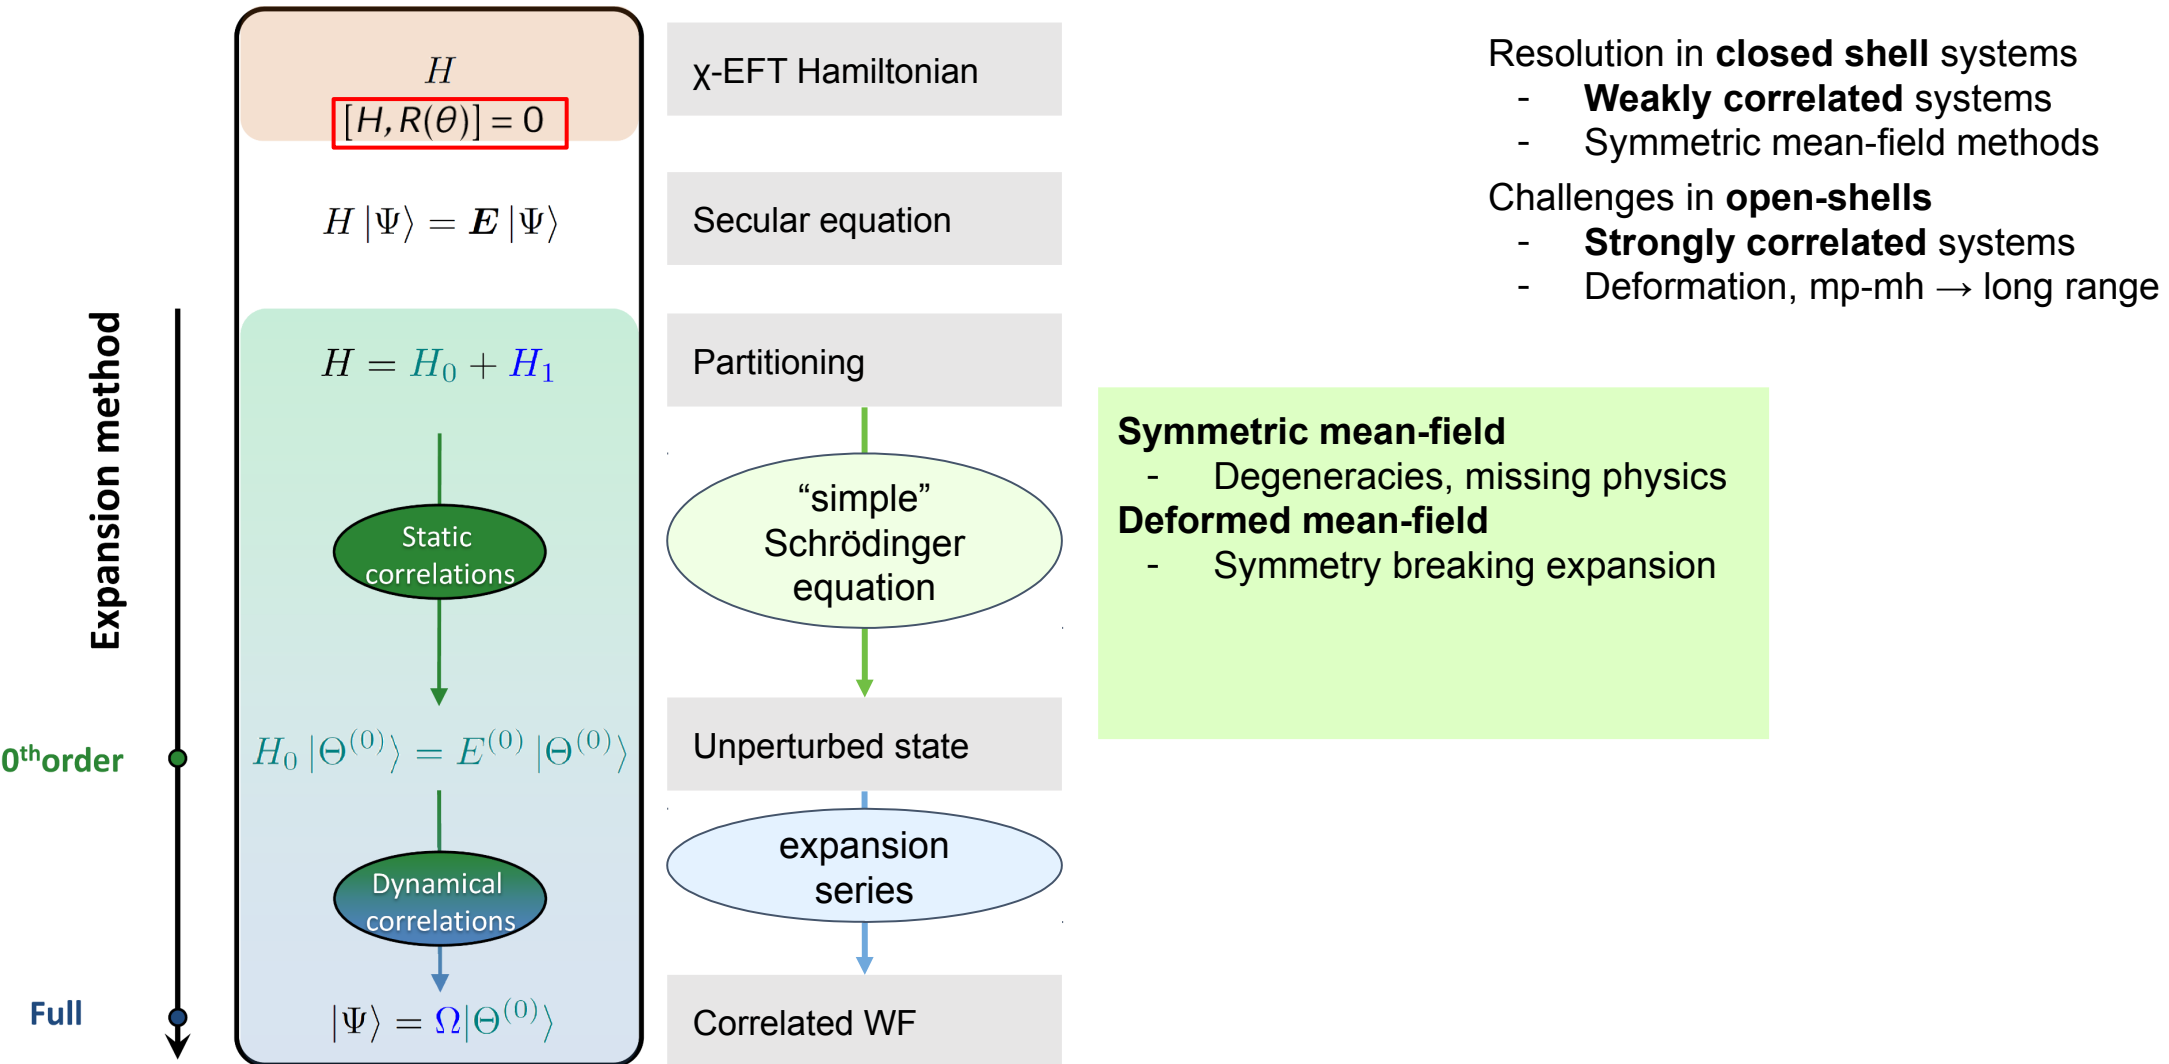 H
[H, R(θ)] = 0
χ-EFT Hamiltonian
H |Ψ⟩ = E |Ψ⟩
Secular equation
Expansion method
H = H₀ + H₁
Partitioning
Static
correlations
“simple”
Schrödinger
equation
0ᵗʰorder
H₀ |Θ⁽⁰⁾⟩ = E⁽⁰⁾ |Θ⁽⁰⁾⟩
Unperturbed state
Dynamical
correlations
expansion
series
Full
|Ψ⟩ = Ω|Θ⁽⁰⁾⟩
Correlated WF
Resolution in closed shell systems
- Weakly correlated systems
- Symmetric mean-field methods
Challenges in open-shells
- Strongly correlated systems
- Deformation, mp-mh → long range
Symmetric mean-field
- Degeneracies, missing physics
Deformed mean-field
- Symmetry breaking expansion